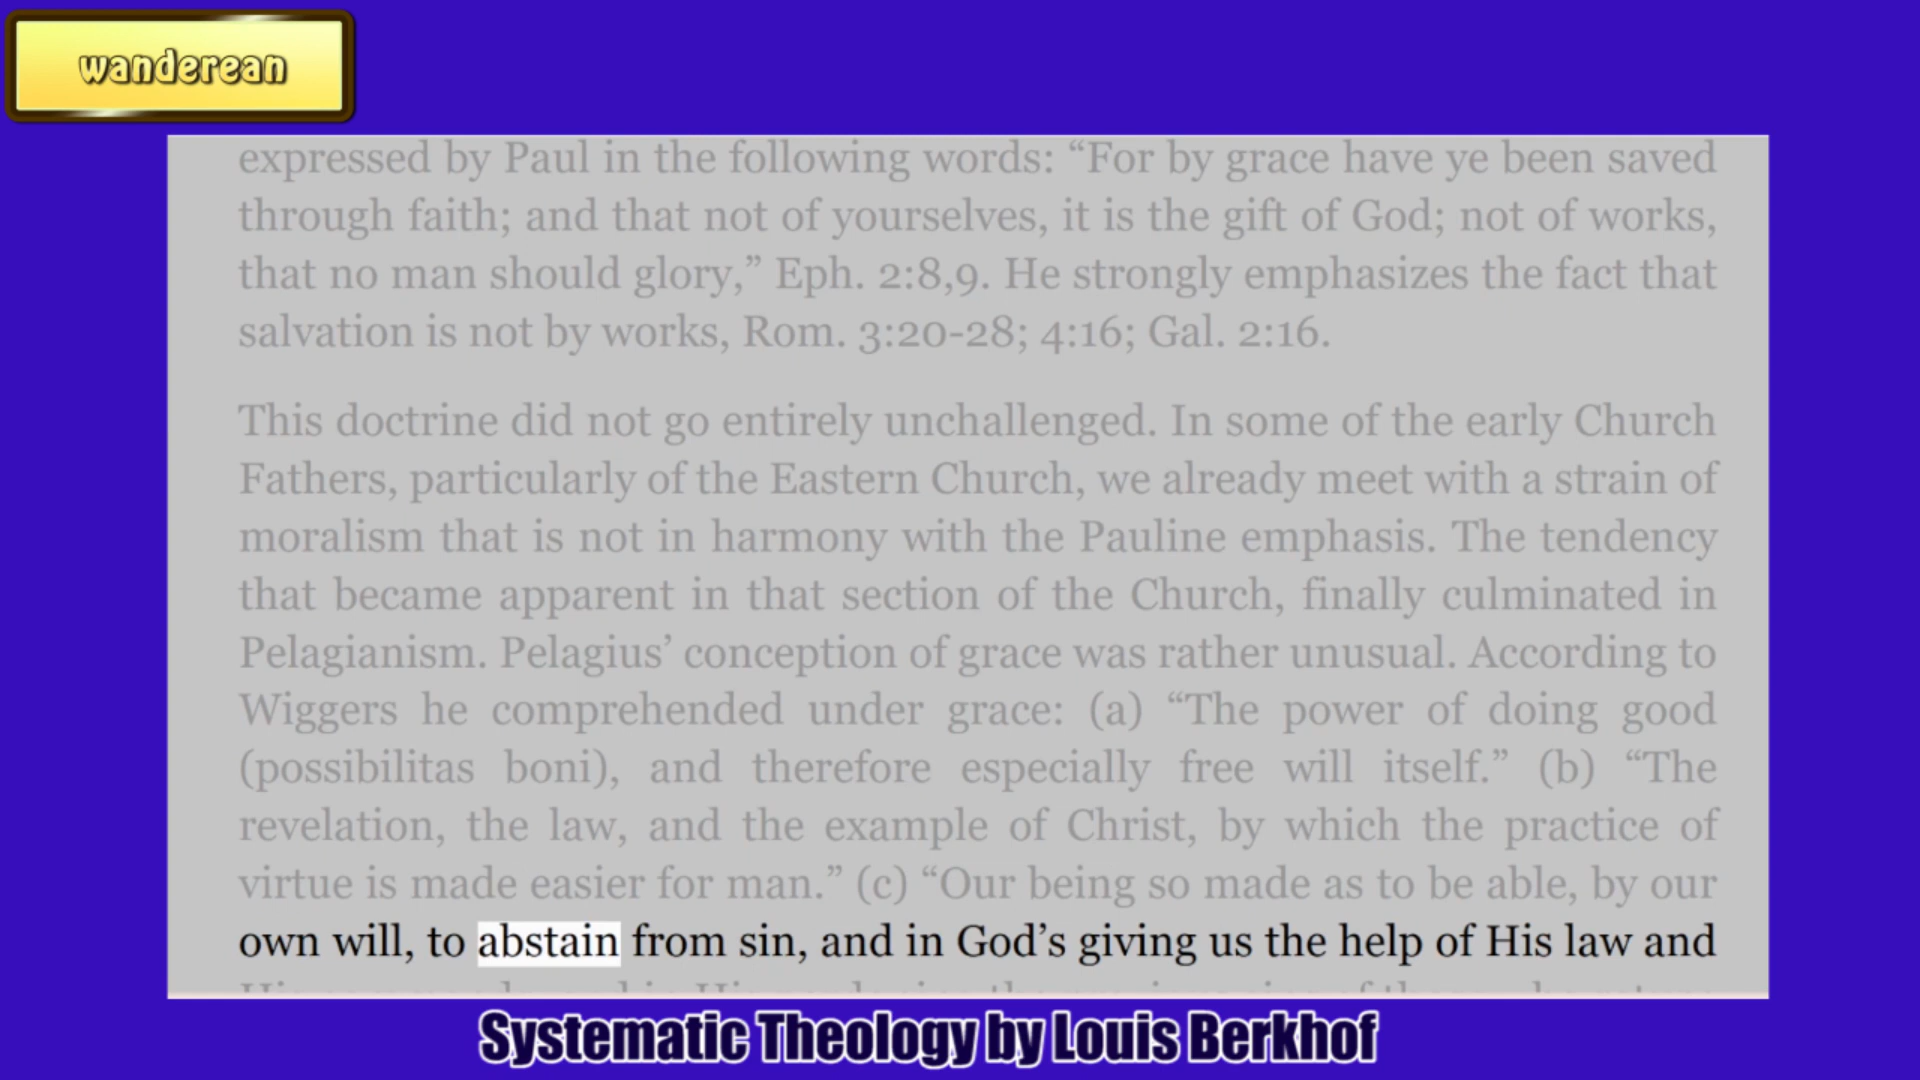 wanderean
expressed by Paul in the following words: “For by grace have ye been saved
through faith; and that not of yourselves, it is the gift of God; not of works,
that no man should glory,” Eph. 2:8,9. He strongly emphasizes the fact that
salvation is not by works, Rom. 3:20-28; 4:16; Gal. 2:16.
This doctrine did not go entirely unchallenged. In some of the early Church
Fathers, particularly of the Eastern Church, we already meet with a strain of
moralism that is not in harmony with the Pauline emphasis. The tendency
that became apparent in that section of the Church, finally culminated in
Pelagianism. Pelagius’ conception of grace was rather unusual. According to
Wiggers he comprehended under grace: (a) “The power of doing good
(possibilitas boni), and therefore especially free will itself.” (b) “The
revelation, the law, and the example of Christ, by which the practice of
virtue is made easier for man.” (c) “Our being so made as to be able, by our
own will, to abstain from sin, and in God’s giving us the help of His law and
Systematic Theology by Louis Berkhof